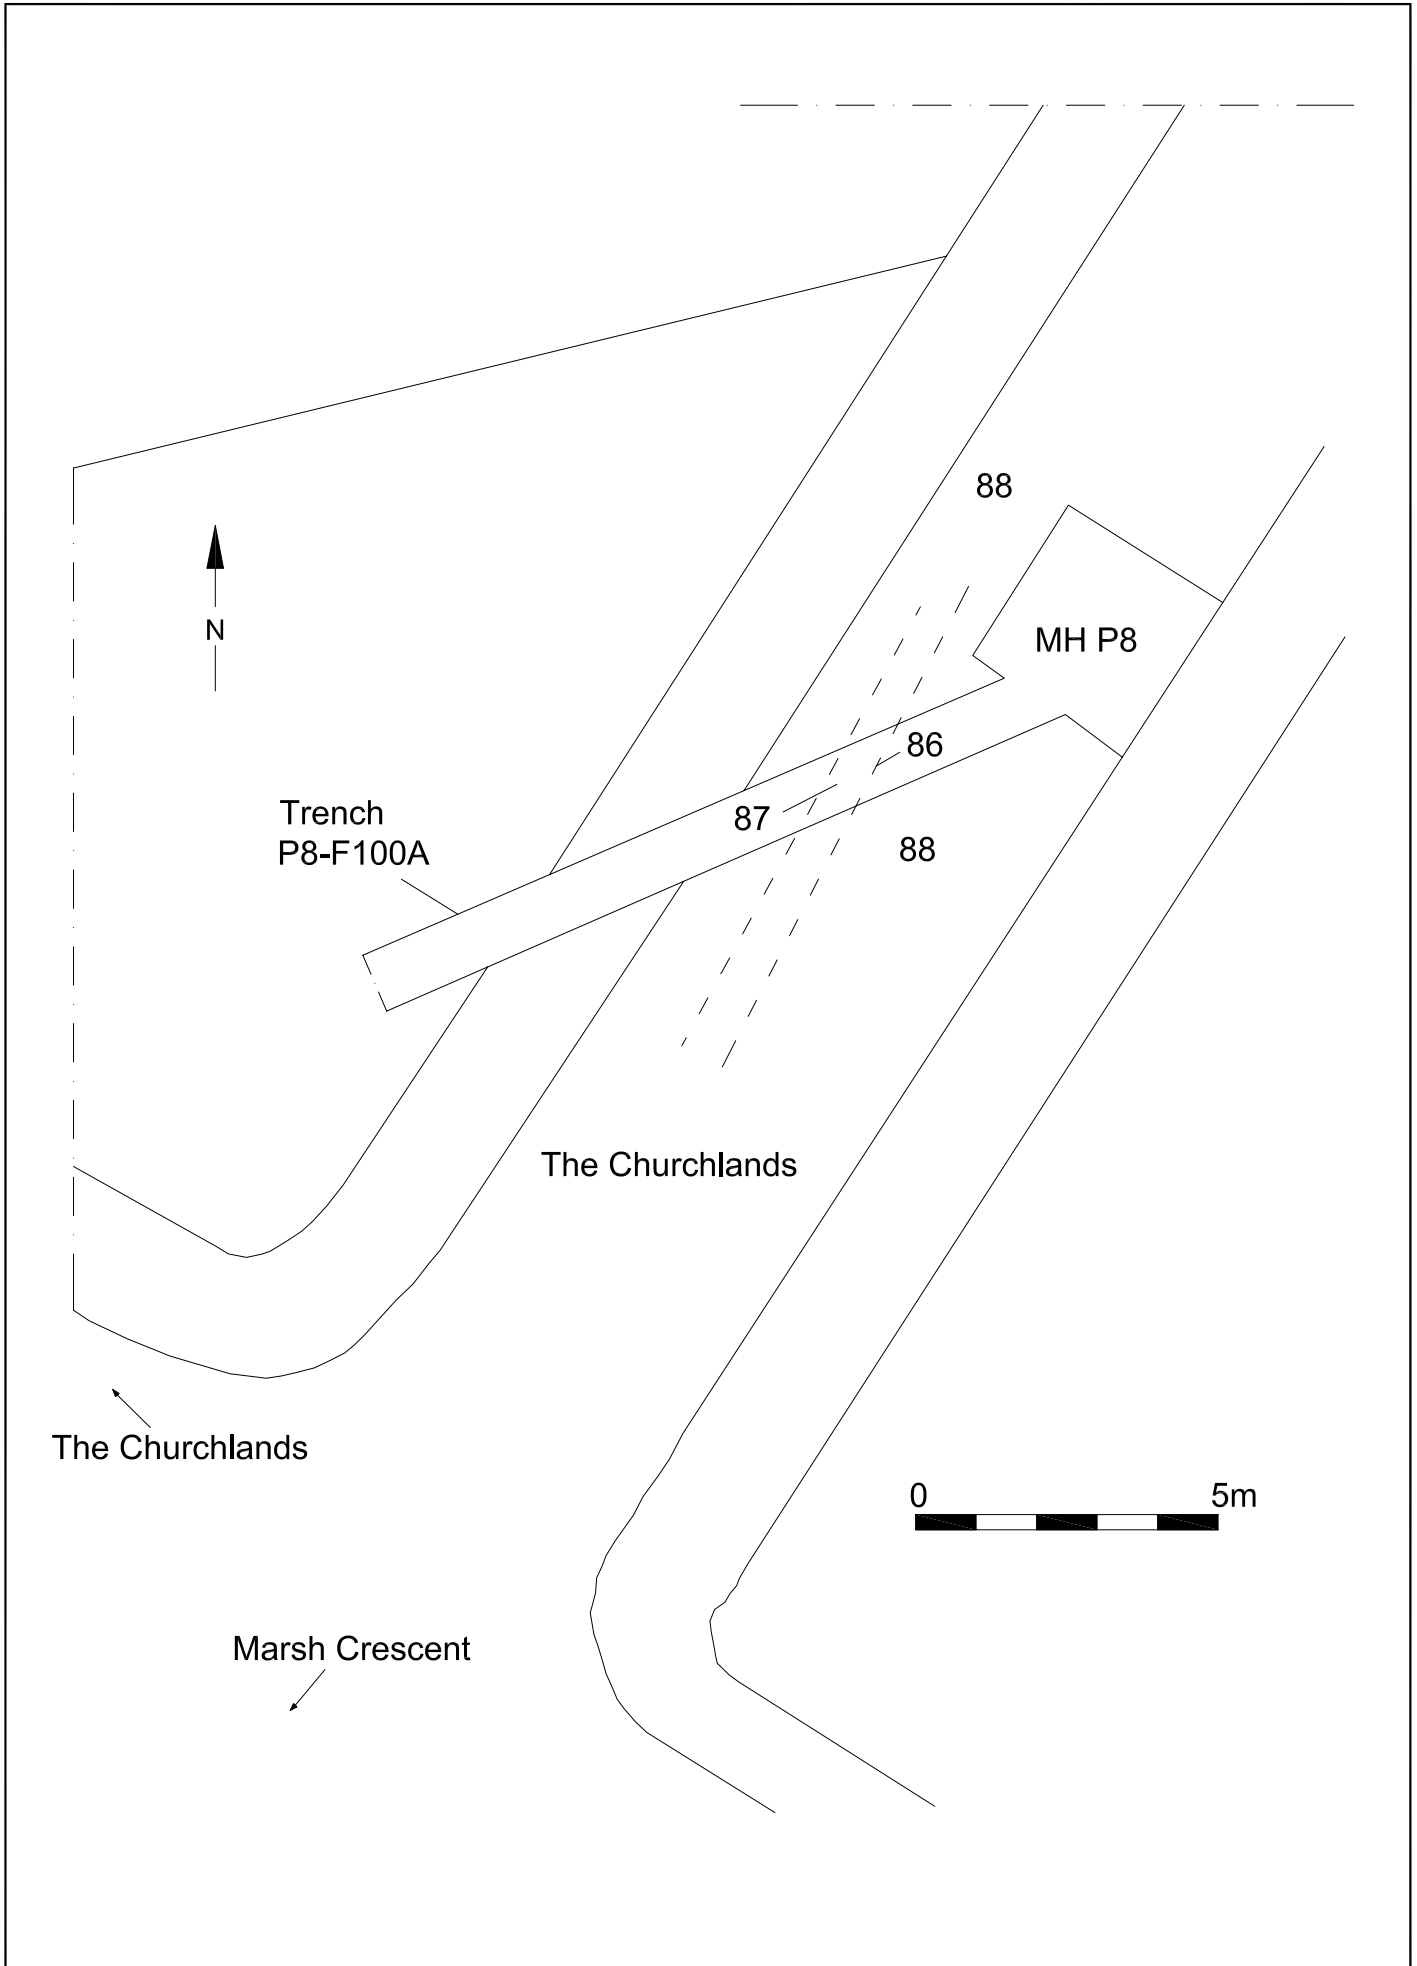 88
N
MH P8
86
Trench
87
P8-F100A
88
The Churchlands
The Churchlands
0 5m
Marsh Crescent